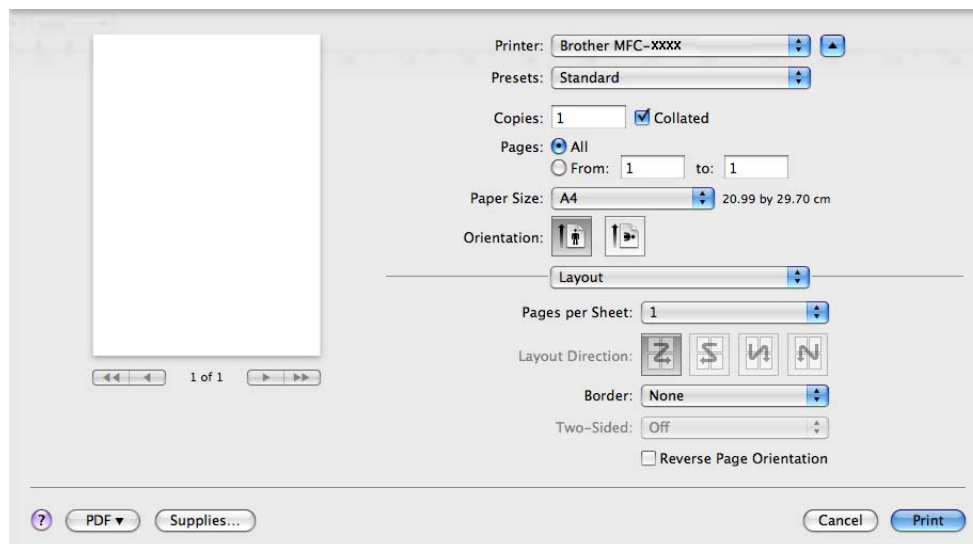 Printer: Brother MFC-XXXX
Presets: Standard
Copies: 1 Collated
Pages: All
From: 1 to: 1
Paper Size: A4 20.99 by 29.70 cm
Orientation:
Layout
Pages per Sheet: 1
Layout Direction:
1 of 1
Border: None
Two-Sided: Off
Reverse Page Orientation
? PDF▼ Supplies... Cancel Print